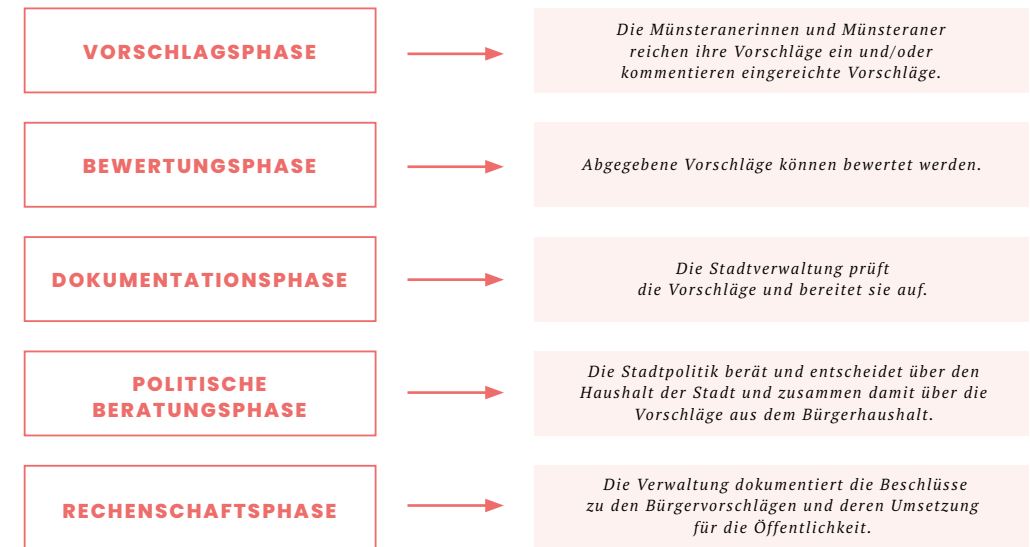 VORSCHLAGSPHASE
Die Münsteranerinnen und Münsteraner
reichen ihre Vorschläge ein und/oder
kommentieren eingereichte Vorschläge.
BEWERTUNGSPHASE
Abgegebene Vorschläge können bewertet werden.
DOKUMENTATIONSPHASE
Die Stadtverwaltung prüft
die Vorschläge und bereitet sie auf.
POLITISCHE
BERATUNGSPHASE
Die Stadtpolitik berät und entscheidet über den
Haushalt der Stadt und zusammen damit über die
Vorschläge aus dem Bürgerhaushalt.
RECHENSCHAFTSPHASE
Die Verwaltung dokumentiert die Beschlüsse
zu den Bürgervorschlägen und deren Umsetzung
für die Öffentlichkeit.